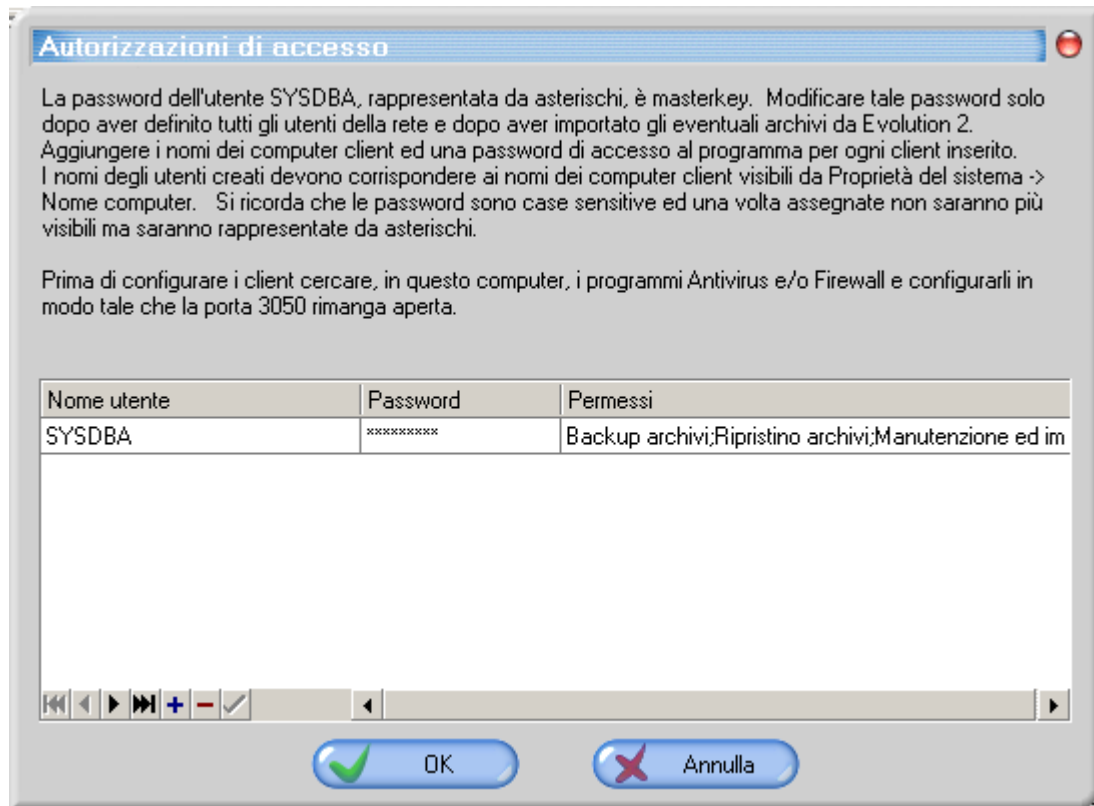 Autorizzazioni di accesso
La password dell'utente SYSDBA, rappresentata da asterischi, è masterkey. Modificare tale password solo
dopo aver definito tutti gli utenti della rete e dopo aver importato gli eventuali archivi da Evolution 2.
Aggiungere i nomi dei computer client ed una password di accesso al programma per ogni client inserito.
I nomi degli utenti creati devono corrispondere ai nomi dei computer client visibili da Proprietà del sistema ->
Nome computer. Si ricorda che le password sono case sensitive ed una volta assegnate non saranno più
visibili ma saranno rappresentate da asterischi.
Prima di configurare i client cercare, in questo computer, i programmi Antivirus e/o Firewall e configurarli in
modo tale che la porta 3050 rimanga aperta.
Nome utente Password Permessi
SYSDBA ********* Backup archivi;Ripristino archivi;Manutenzione ed im
OK Annulla